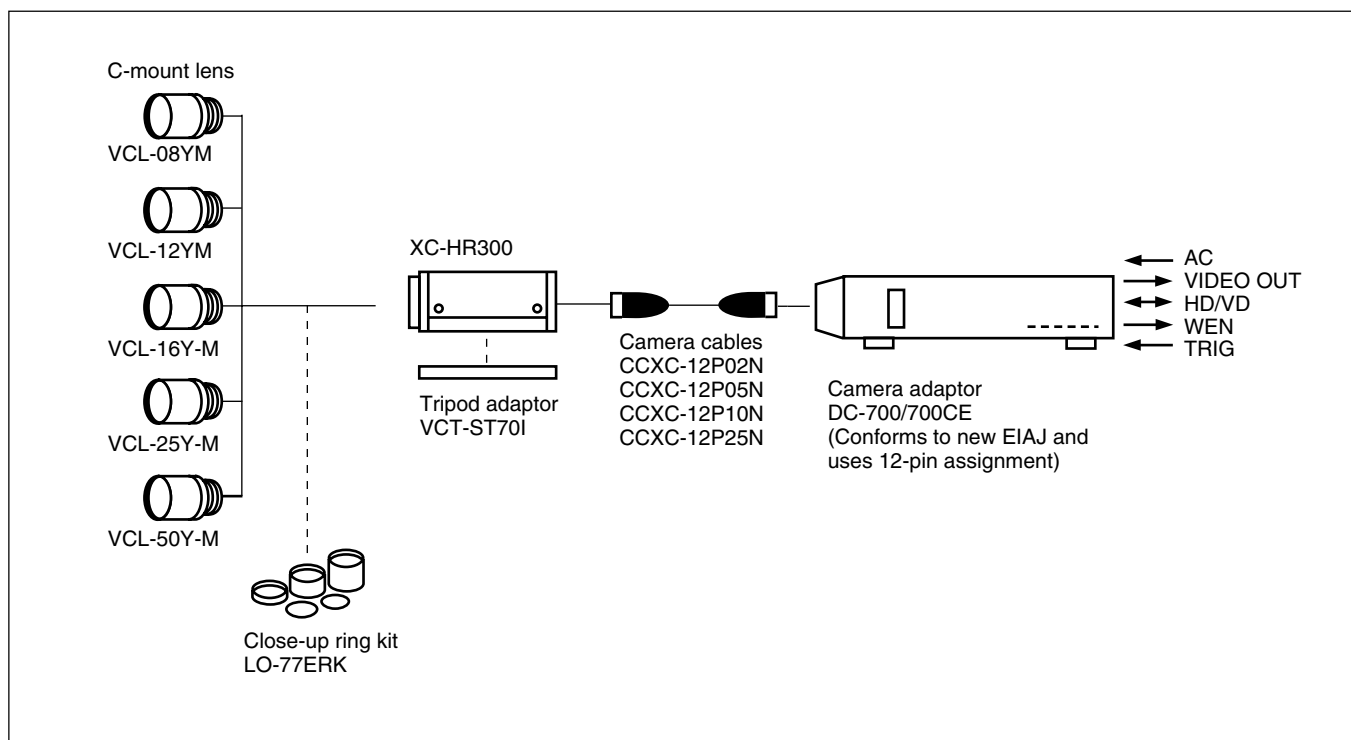 C-mount lens
VCL-08YM
VCL-12YM
VCL-16Y-M
VCL-25Y-M
VCL-50Y-M
Close-up ring kit
LO-77ERK
XC-HR300
Tripod adaptor
VCT-ST70I
Camera cables
CCXC-12P02N
CCXC-12P05N
CCXC-12P10N
CCXC-12P25N
Camera adaptor
DC-700/700CE
(Conforms to new EIAJ and
uses 12-pin assignment)
AC
VIDEO OUT
HD/VD
WEN
TRIG